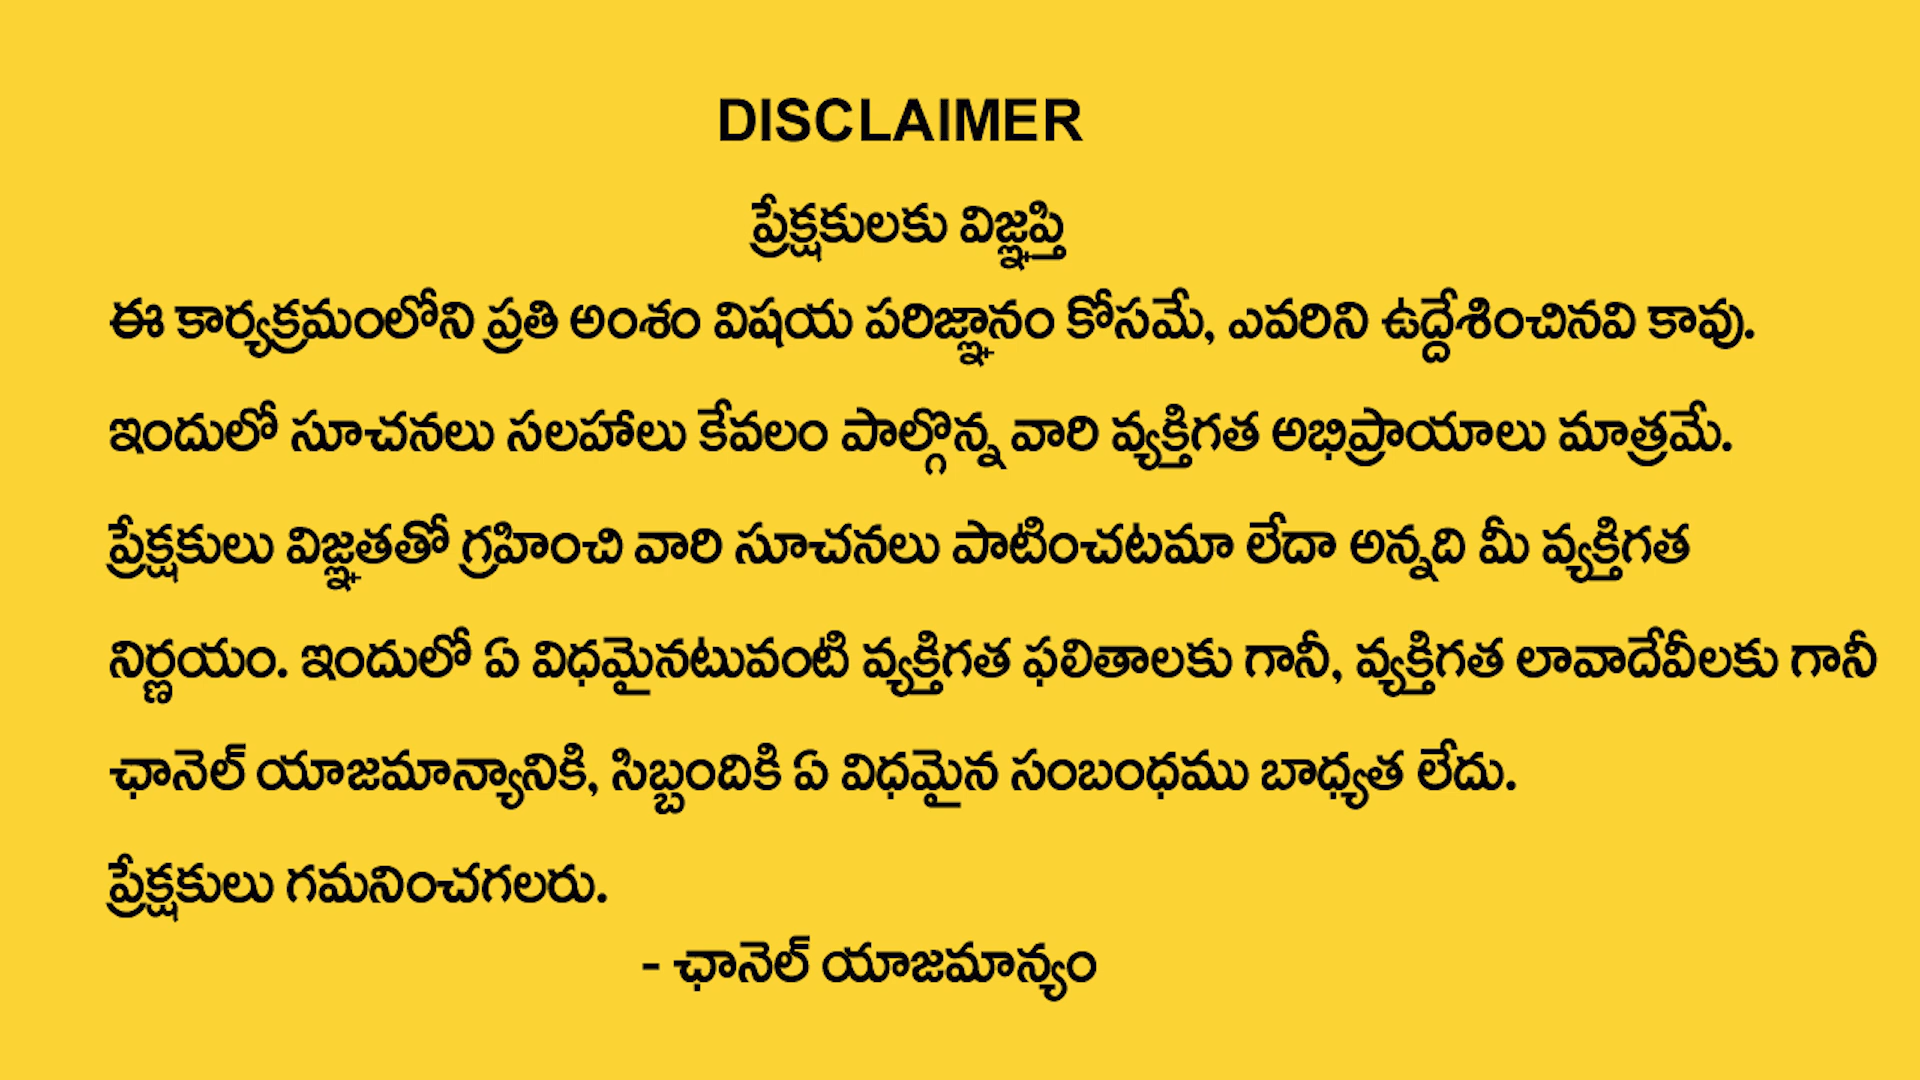 DISCLAIMER
ప్రేక్షకులకు విజ్ఞప్తి
ఈ కార్యక్రమంలోని ప్రతి అంశం విషయ పరిజ్ఞానం కోసమే, ఎవరిని ఉద్దేశించినవి కావు.
ఇందులో సూచనలు సలహాలు కేవలం పాల్గొన్న వారి వ్యక్తిగత అభిప్రాయాలు మాత్రమే.
ప్రేక్షకులు విజ్ఞతతో గ్రహించి వారి సూచనలు పాటించటమా లేదా అన్నది మీ వ్యక్తిగత
నిర్ణయం. ఇందులో ఏ విధమైనటువంటి వ్యక్తిగత ఫలితాలకు గానీ, వ్యక్తిగత లావాదేవీలకు గానీ
ఛానెల్ యాజమాన్యానికి, సిబ్బందికి ఏ విధమైన సంబంధము బాధ్యత లేదు.
ప్రేక్షకులు గమనించగలరు.
- ఛానెల్ యాజమాన్యం